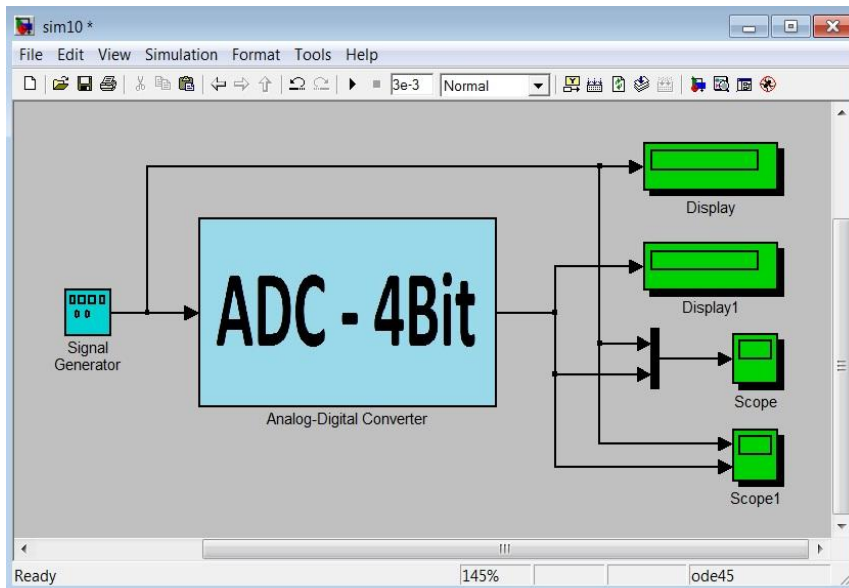 sim10 *
File Edit View Simulation Format Tools Help
3e-3 Normal
Display
ADC - 4Bit
Display1
Signal
Generator
Scope
Analog-Digital Converter
Scope1
Ready 145% ode45